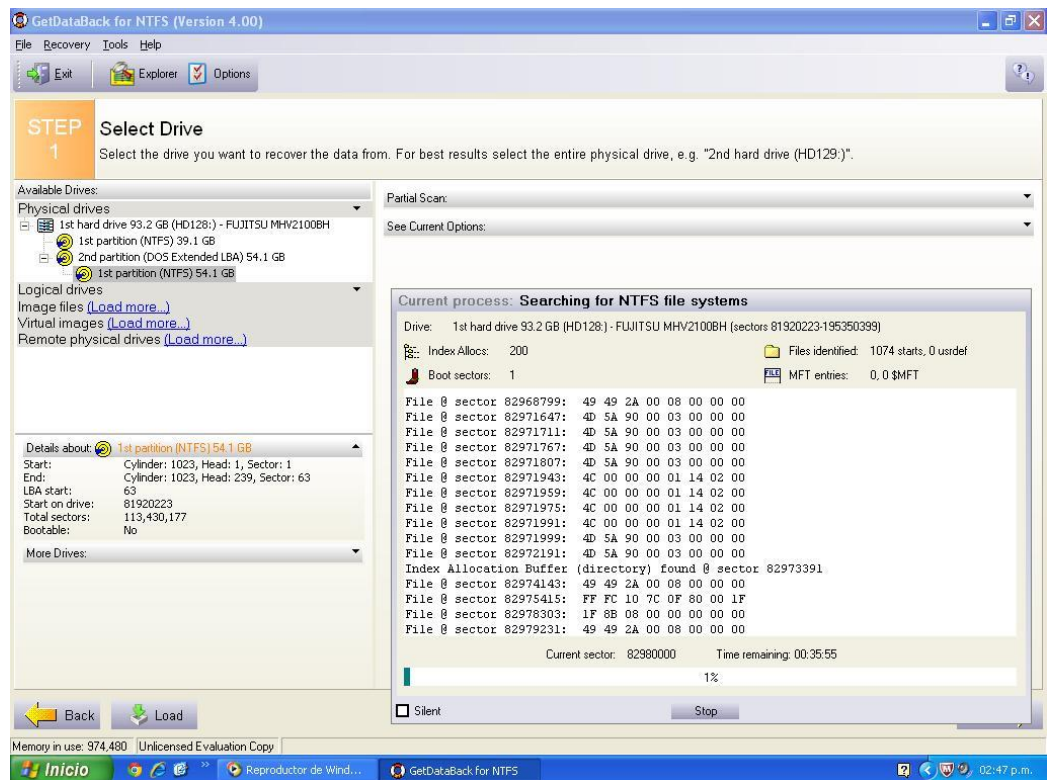 GetDataBack for NTFS (Version 4.00)
File Recovery Tools Help
Exit Explorer Options
STEP 1
Select Drive
Select the drive you want to recover the data from. For best results select the entire physical drive, e.g. "2nd hard drive (HD129:)".
Available Drives:
Physical drives
1st hard drive 93.2 GB (HD128:) - FUJITSU MHV2100BH
1st partition (NTFS) 39.1 GB
2nd partition (DOS Extended LBA) 54.1 GB
1st partition (NTFS) 54.1 GB
Logical drives
Image files (Load more...)
Virtual images (Load more...)
Remote physical drives (Load more...)
Details about: 1st partition (NTFS) 54.1 GB
Start: Cylinder: 1023, Head: 1, Sector: 1
End: Cylinder: 1023, Head: 239, Sector: 63
LBA start: 63
Start on drive: 81920223
Total sectors: 113,430,177
Bootable: No
More Drives:
Partial Scan:
See Current Options:
Current process: Searching for NTFS file systems
Drive: 1st hard drive 93.2 GB (HD128:) - FUJITSU MHV2100BH (sectors 81920223-195350399)
Index Allocs: 200 Files identified: 1074 starts, 0 usrdef
Boot sectors: 1 MFT entries: 0, 0 $MFT
File @ sector 82968799: 49 49 2A 00 08 00 00 00
File @ sector 82971647: 4D 5A 90 00 03 00 00 00
File @ sector 82971711: 4D 5A 90 00 03 00 00 00
File @ sector 82971767: 4D 5A 90 00 03 00 00 00
File @ sector 82971807: 4D 5A 90 00 03 00 00 00
File @ sector 82971943: 4C 00 00 00 01 14 02 00
File @ sector 82971959: 4C 00 00 00 01 14 02 00
File @ sector 82971975: 4C 00 00 00 01 14 02 00
File @ sector 82971991: 4C 00 00 00 01 14 02 00
File @ sector 82971999: 4D 5A 90 00 03 00 00 00
File @ sector 82972191: 4D 5A 90 00 03 00 00 00
Index Allocation Buffer (directory) found @ sector 82973391
File @ sector 82974143: 49 49 2A 00 08 00 00 00
File @ sector 82975415: FF FC 10 7C 0F 80 00 1F
File @ sector 82978303: 1F 8B 08 00 00 00 00 00
File @ sector 82979231: 49 49 2A 00 08 00 00 00
Current sector: 82980000 Time remaining: 00:35:55
1%
Silent Stop
Back Load
Memory in use: 974,480 Unlicensed Evaluation Copy
Inicio Reproductor de Wind... GetDataBack for NTFS 02:47 p.m.